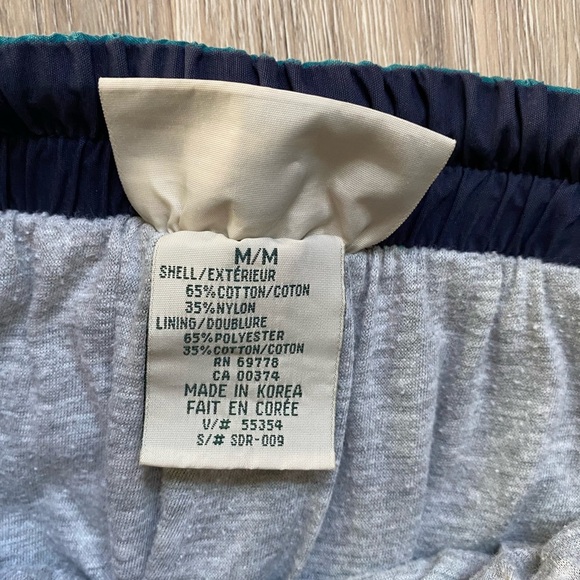 M/M
SHELL/EXTÉRIEUR
65% COTTON/COTON
35% NYLON
LINING/DOUBLURE
65% POLYESTER
35% COTTON/COTON
RN 69778
CA 00374
MADE IN KOREA
FAIT EN CORÉE
V/# 55354
S/# SDR-009